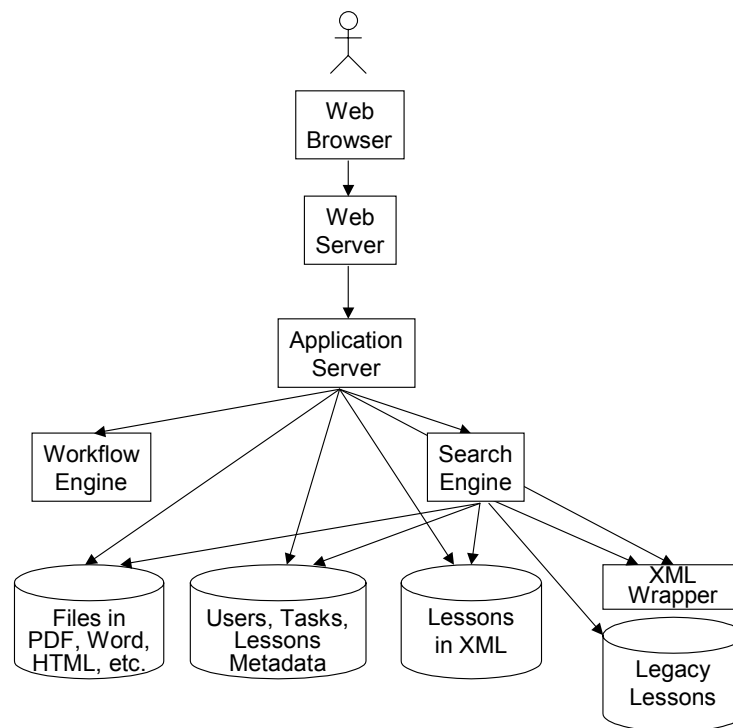 Web
Browser
Web
Server
Application
Server
Workflow
Engine
Search
Engine
Files in
PDF, Word,
HTML, etc.
Users, Tasks,
Lessons
Metadata
Lessons
in XML
XML
Wrapper
Legacy
Lessons